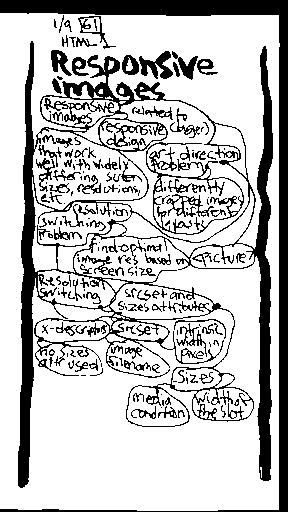 1/9 G1
HTML 1
Responsive
images
Responsive
images
related to
responsive (larger)
design
images
that work
well with widely
differing screen
sizes, resolutions,
etc
art direction
problem
differently
cropped images
for different
layouts
resolution
switching
problem
find optimal
image res based on
screen size
<picture>
Resolution
switching
srcset and
sizes attributes
x-descriptors
srcset
intrinsic
width in
pixels
no sizes
attr used
image
filename
sizes
media
condition
width of
the slot